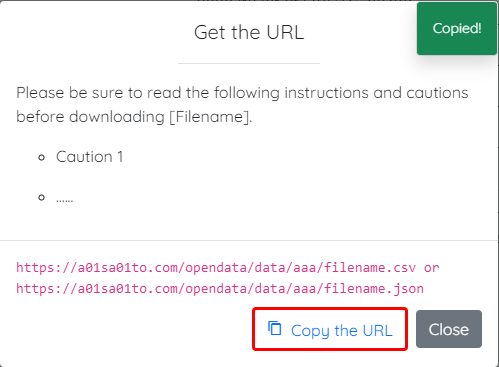 Copied!
Get the URL
Please be sure to read the following instructions and cautions
before downloading [Filename].
Caution 1
......
https://a01sa01to.com/opendata/data/aaa/filename.csv or
https://a01sa01to.com/opendata/data/aaa/filename.json
Copy the URL
Close